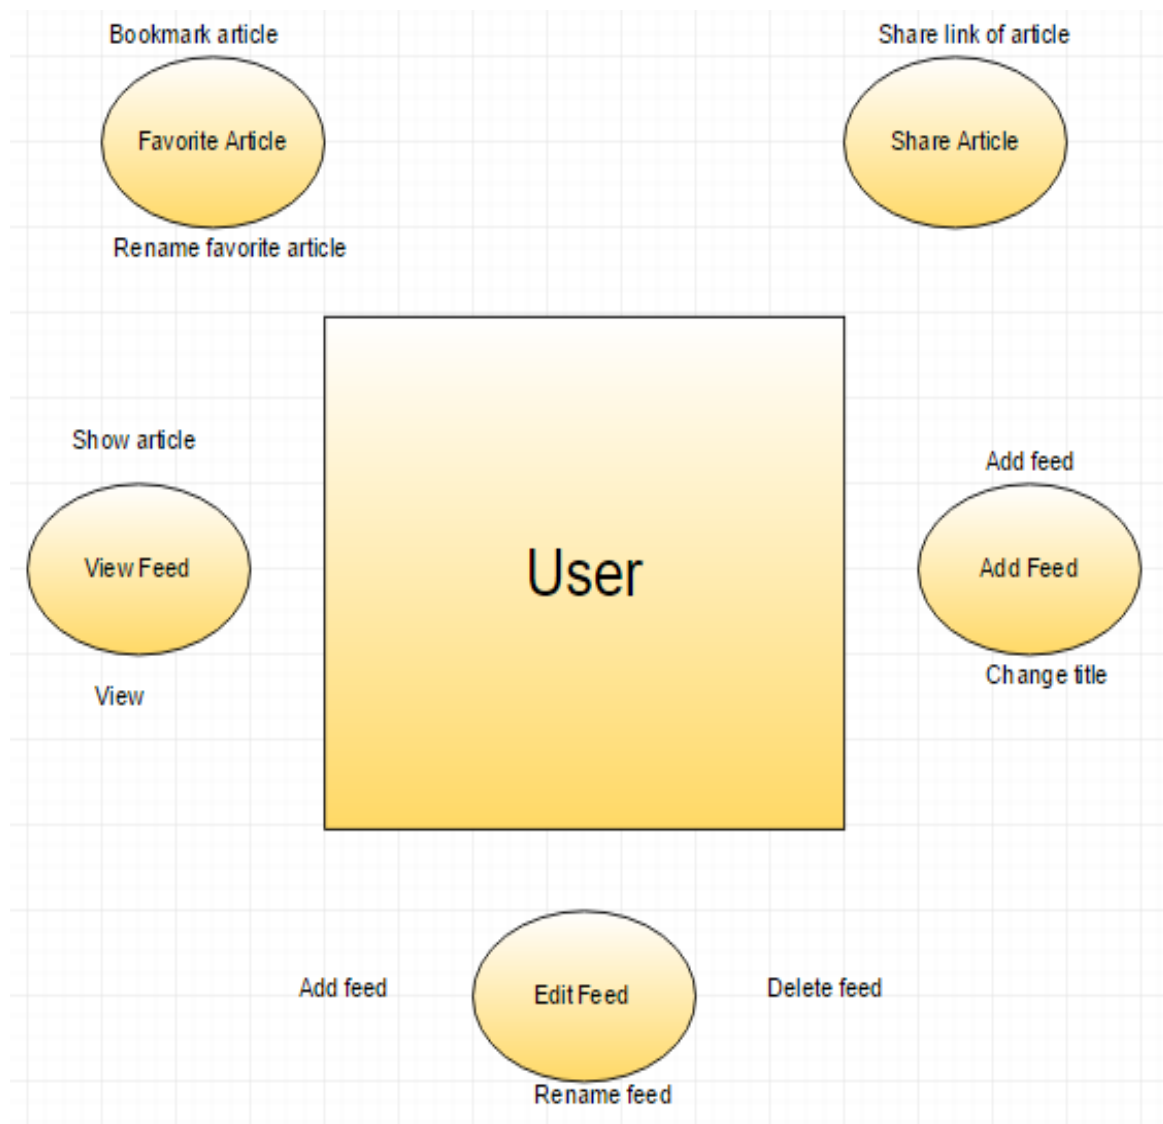 Bookmark article
Share link of article
Favorite Article
Share Article
Rename favorite article
Show article
Add feed
View Feed
User
Add Feed
View
Change title
Add feed
Edit Feed
Delete feed
Rename feed